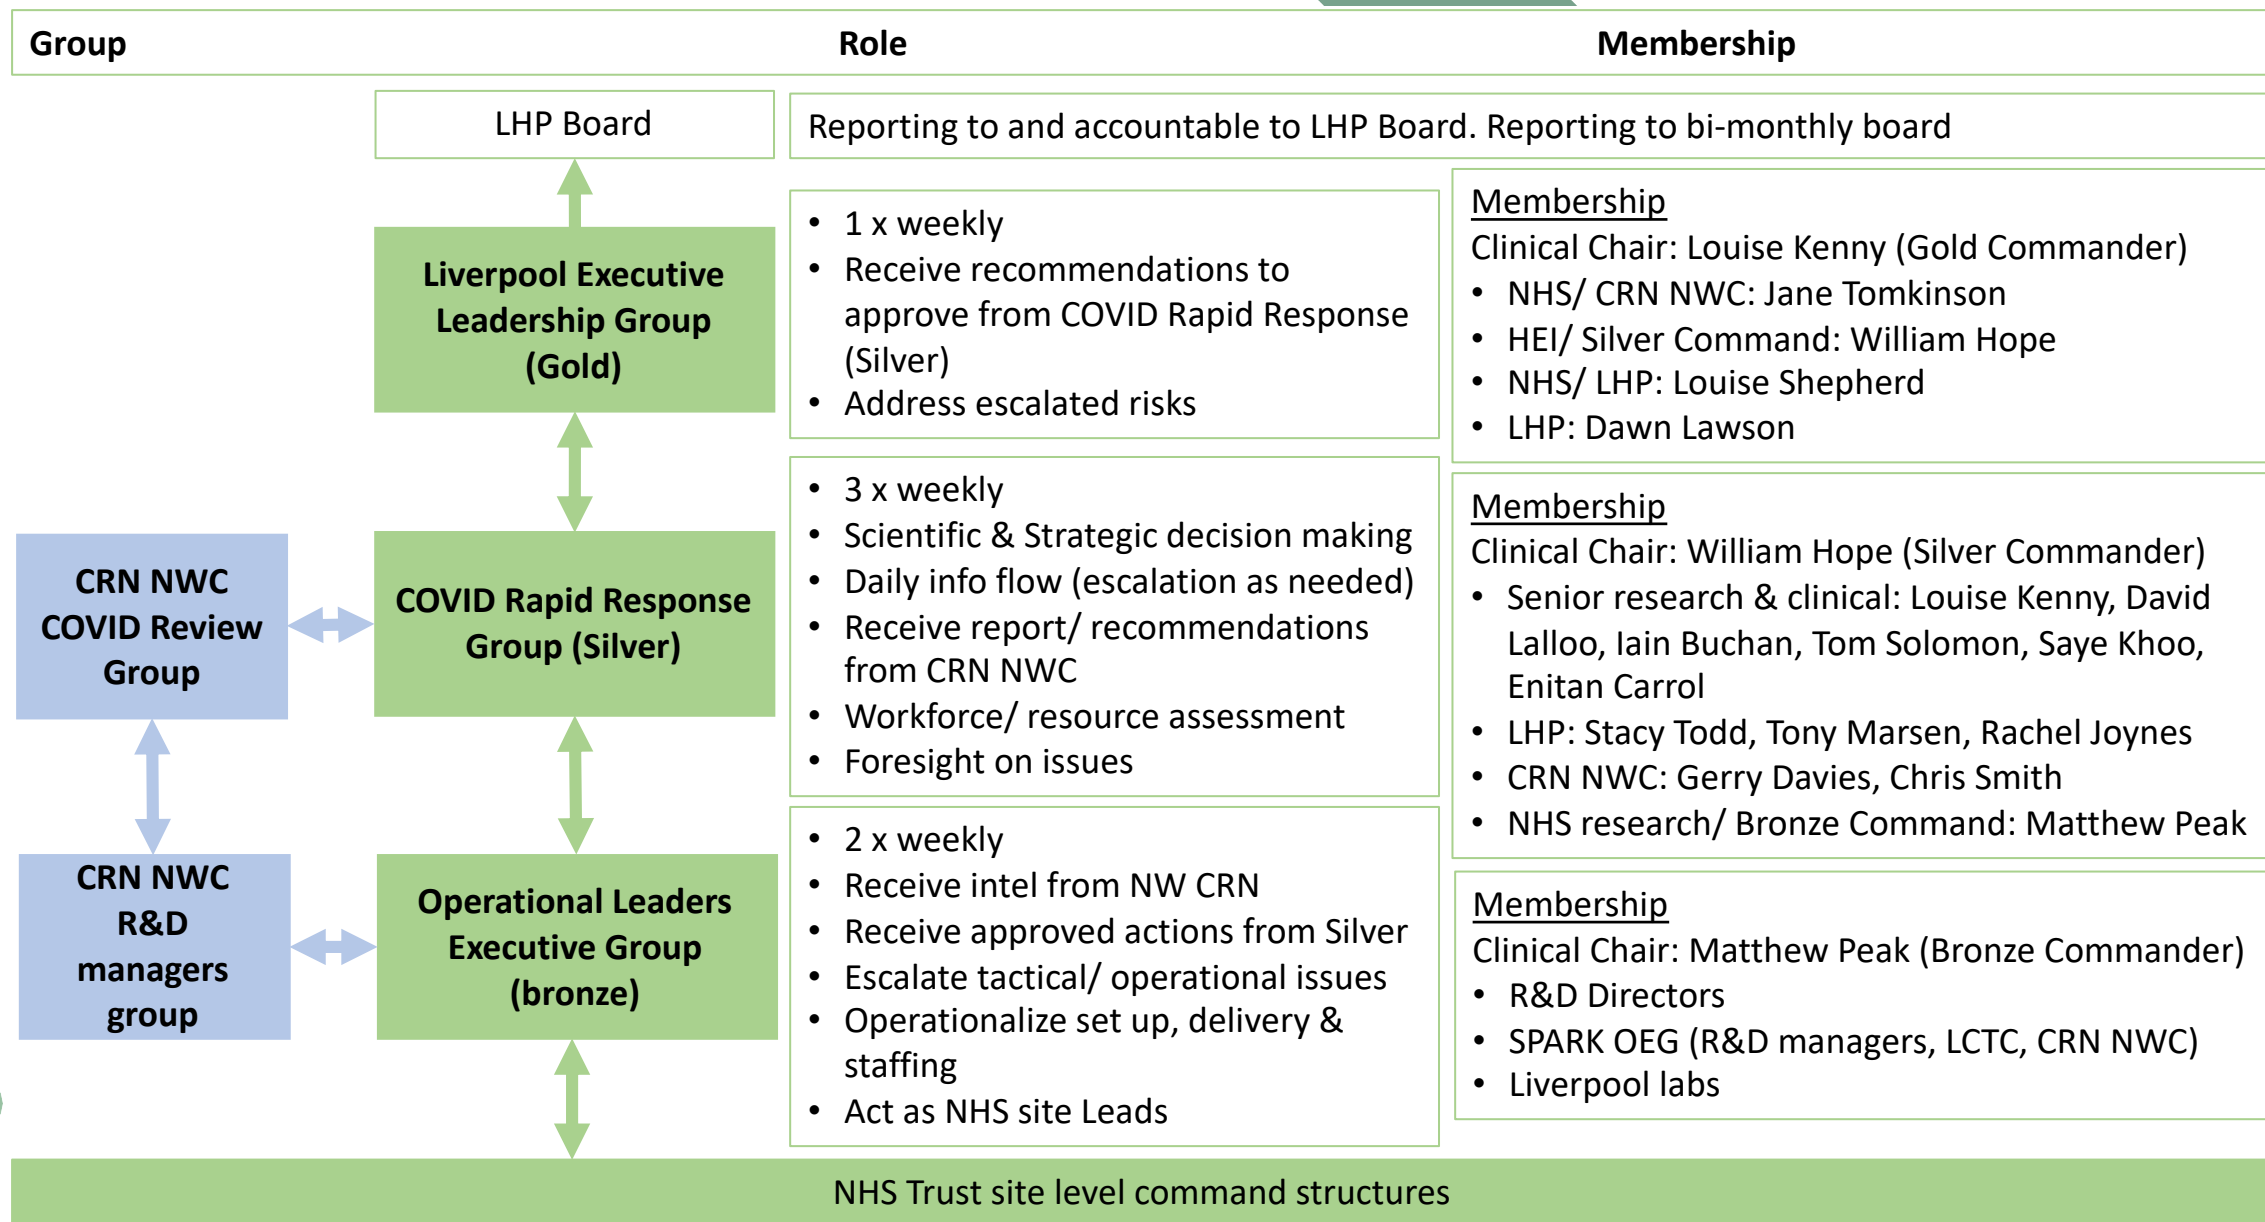 Group Role Membership
LHP Board
Reporting to and accountable to LHP Board. Reporting to bi-monthly board
Liverpool Executive
Leadership Group
(Gold)
• 1 x weekly
• Receive recommendations to
approve from COVID Rapid Response
(Silver)
• Address escalated risks
Membership
Clinical Chair: Louise Kenny (Gold Commander)
• NHS/ CRN NWC: Jane Tomkinson
• HEI/ Silver Command: William Hope
• NHS/ LHP: Louise Shepherd
• LHP: Dawn Lawson
CRN NWC
COVID Review
Group
COVID Rapid Response
Group (Silver)
• 3 x weekly
• Scientific & Strategic decision making
• Daily info flow (escalation as needed)
• Receive report/ recommendations
from CRN NWC
• Workforce/ resource assessment
• Foresight on issues
Membership
Clinical Chair: William Hope (Silver Commander)
• Senior research & clinical: Louise Kenny, David
Lalloo, Iain Buchan, Tom Solomon, Saye Khoo,
Enitan Carrol
• LHP: Stacy Todd, Tony Marsen, Rachel Joynes
• CRN NWC: Gerry Davies, Chris Smith
• NHS research/ Bronze Command: Matthew Peak
CRN NWC
R&D
managers
group
Operational Leaders
Executive Group
(bronze)
• 2 x weekly
• Receive intel from NW CRN
• Receive approved actions from Silver
• Escalate tactical/ operational issues
• Operationalize set up, delivery &
staffing
• Act as NHS site Leads
Membership
Clinical Chair: Matthew Peak (Bronze Commander)
• R&D Directors
• SPARK OEG (R&D managers, LCTC, CRN NWC)
• Liverpool labs
NHS Trust site level command structures